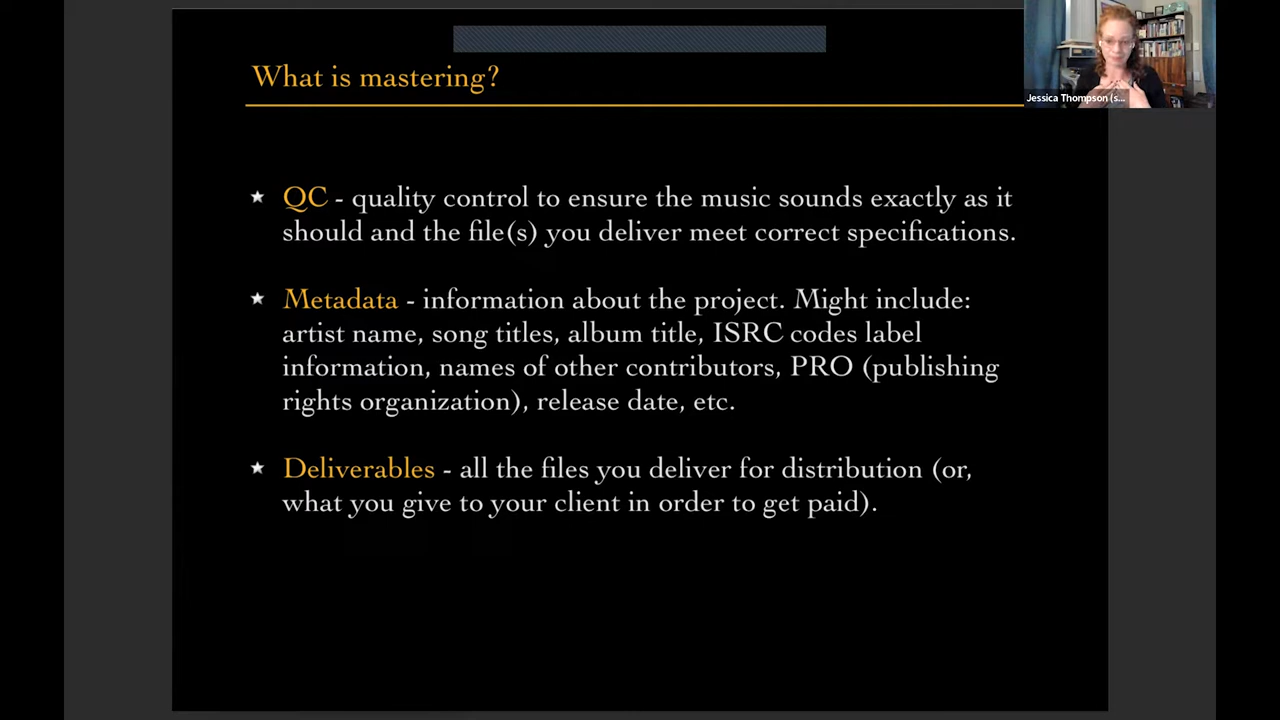 What is mastering?
Jessica Thompson (s...
QC - quality control to ensure the music sounds exactly as it
should and the file(s) you deliver meet correct specifications.
Metadata - information about the project. Might include:
artist name, song titles, album title, ISRC codes label
information, names of other contributors, PRO (publishing
rights organization), release date, etc.
Deliverables - all the files you deliver for distribution (or,
what you give to your client in order to get paid).